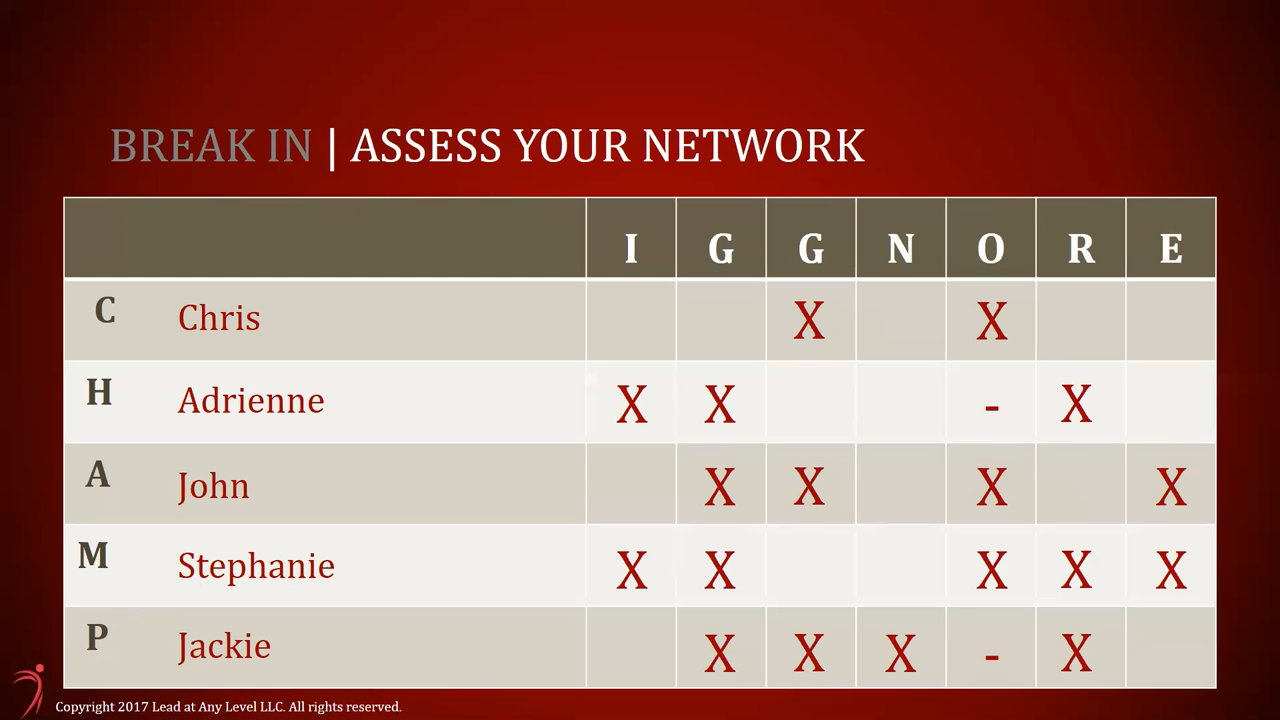 BREAK IN | ASSESS YOUR NETWORK
I G G N O R E
C Chris X X
H Adrienne X X - X
A John X X X X
M Stephanie X X X X X
P Jackie X X X - X
Copyright 2017 Lead at Any Level LLC. All rights reserved.